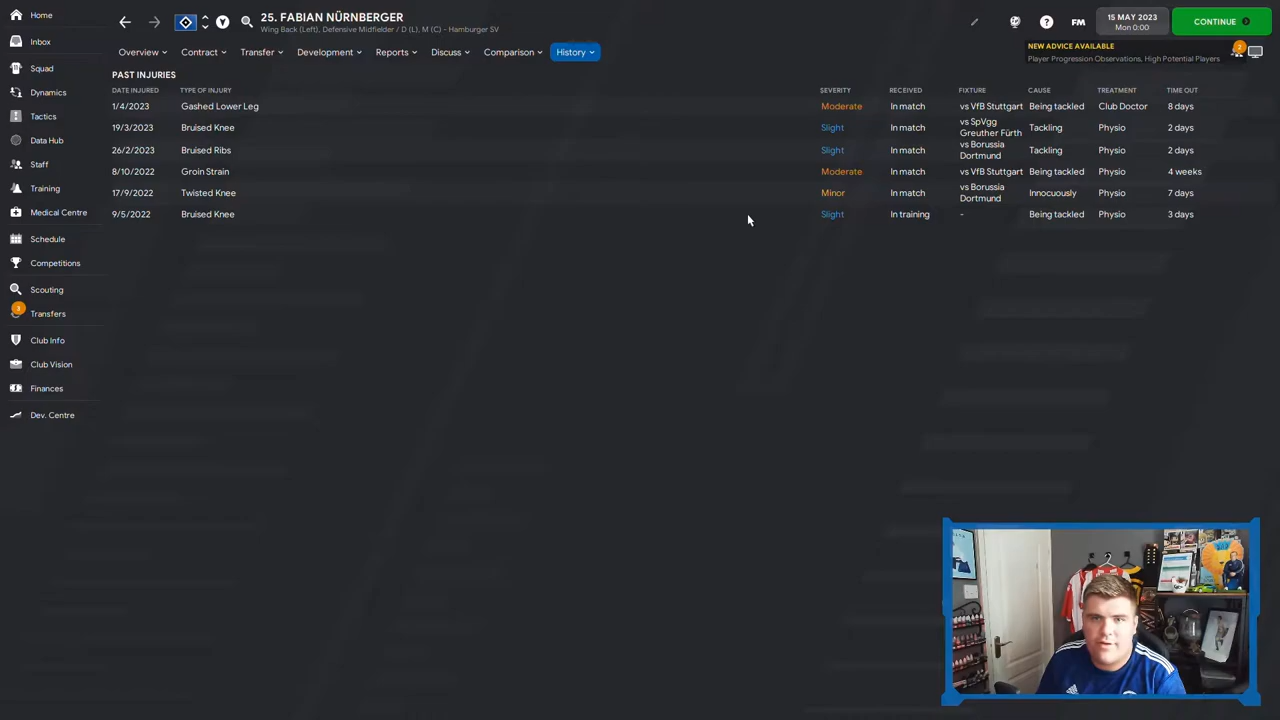 Home
Inbox
Squad
Dynamics
Tactics
Data Hub
Staff
Training
Medical Centre
Schedule
Competitions
Scouting
3
Transfers
Club Info
Club Vision
Finances
Dev. Centre
25. FABIAN NÜRNBERGER
Wing Back (Left), Defensive Midfielder / D (L), M (C) - Hamburger SV
FM
15 MAY 2023
Mon 0:00
CONTINUE
Overview Contract Transfer Development Reports Discuss Comparison History
NEW ADVICE AVAILABLE
Player Progression Observations, High Potential Players
2
PAST INJURIES
DATE INJURED TYPE OF INJURY SEVERITY RECEIVED FIXTURE CAUSE TREATMENT TIME OUT
1/4/2023 Gashed Lower Leg Moderate In match vs VfB Stuttgart Being tackled Club Doctor 8 days
19/3/2023 Bruised Knee Slight In match vs SpVgg Greuther Fürth Tackling Physio 2 days
26/2/2023 Bruised Ribs Slight In match vs Borussia Dortmund Tackling Physio 2 days
8/10/2022 Groin Strain Moderate In match vs VfB Stuttgart Being tackled Physio 4 weeks
17/9/2022 Twisted Knee Minor In match vs Borussia Dortmund Innocuously Physio 7 days
9/5/2022 Bruised Knee Slight In training - Being tackled Physio 3 days